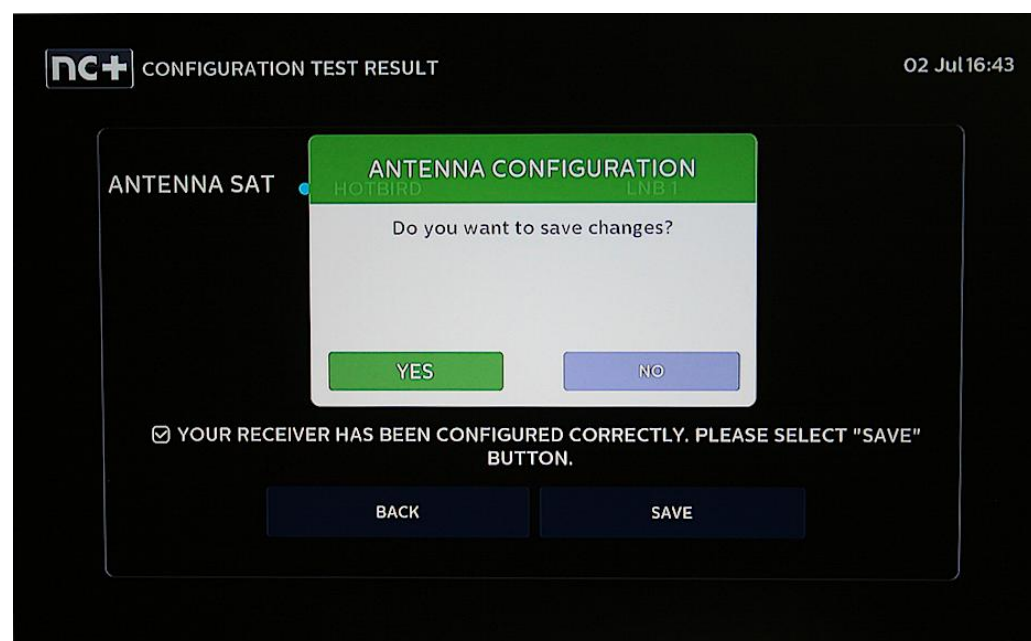 nc+ CONFIGURATION TEST RESULT
02 Jul 16:43
ANTENNA SAT
ANTENNA CONFIGURATION
HOTBIRD LNB 1
Do you want to save changes?
YES NO
YOUR RECEIVER HAS BEEN CONFIGURED CORRECTLY. PLEASE SELECT "SAVE"
BUTTON.
BACK SAVE